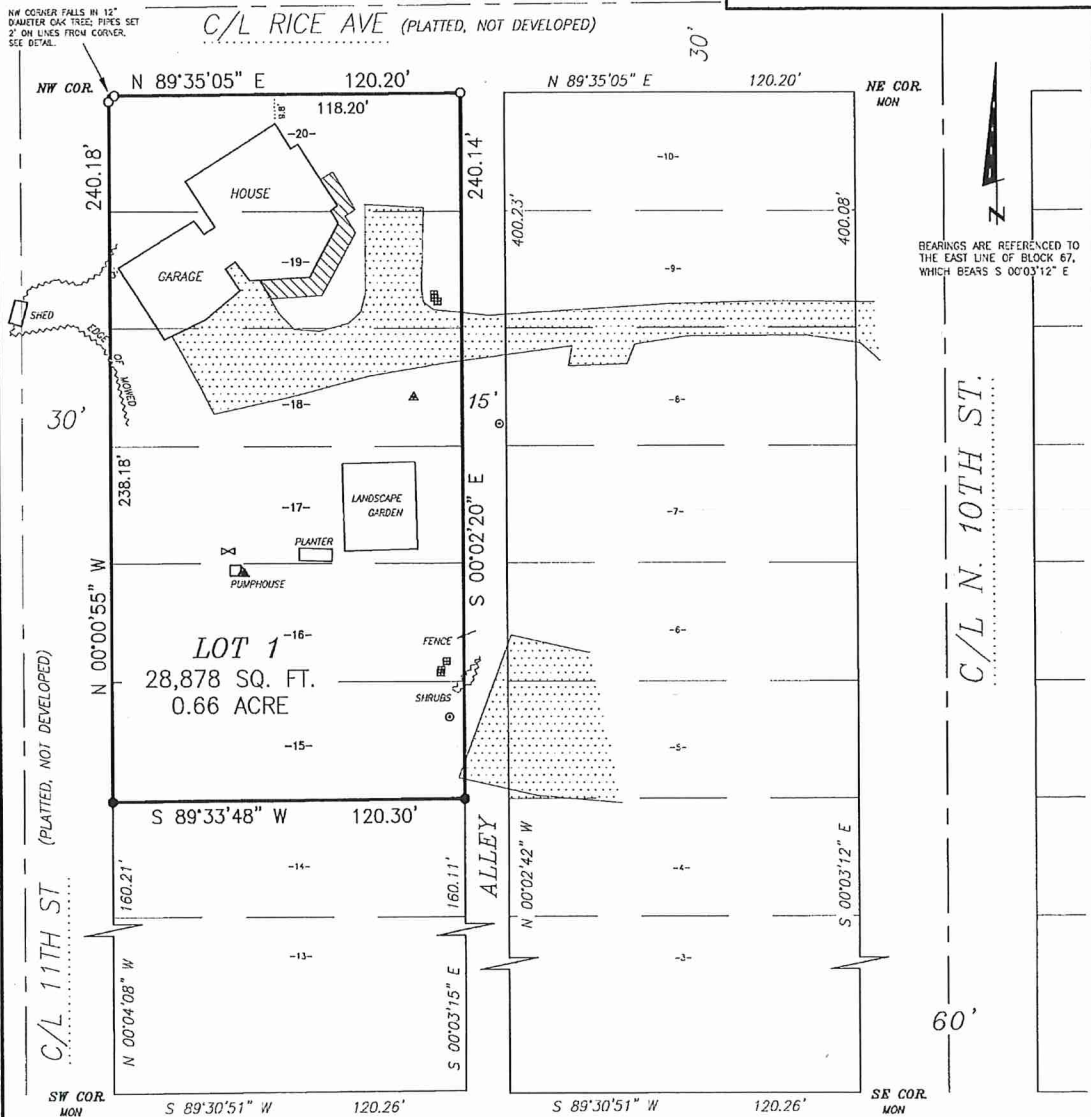 NW CORNER FALLS IN 12"
DIAMETER OAK TREE; PIPES SET
2' ON LINES FROM CORNER.
SEE DETAIL.
C/L RICE AVE (PLATTED, NOT DEVELOPED)
30'
NW COR.
N 89°35'05" E 120.20'
118.20'
N 89°35'05" E 120.20'
NE COR.
MON
N
BEARINGS ARE REFERENCED TO
THE EAST LINE OF BLOCK 67,
WHICH BEARS S 00°03'12" E
240.18'
240.14'
400.23'
400.08'
-20-
HOUSE
-19-
GARAGE
SHED
EDGE
OF
MOWED
-18-
30'
15'
238.18'
-17-
LANDSCAPE
GARDEN
PLANTER
PUMPHOUSE
N 00°00'55" W
S 00°02'20" E
LOT 1
28,878 SQ. FT.
0.66 ACRE
-16-
FENCE
SHRUBS
-15-
S 89°33'48" W 120.30'
-10-
-9-
-8-
-7-
-6-
-5-
-4-
-3-
C/L N. 10TH ST.
60'
C/L 11TH ST (PLATTED, NOT DEVELOPED)
ALLEY
160.21'
160.11'
-14-
-13-
N 00°04'08" W
S 00°03'15" E
N 00°02'42" W
S 00°03'12" E
SW COR.
MON
S 89°30'51" W 120.26'
S 89°30'51" W 120.26'
SE COR.
MON